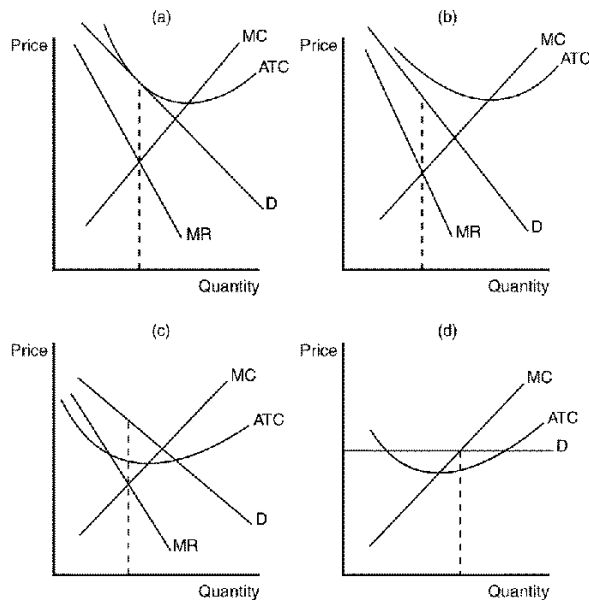 (a)
Price
MC
ATC
D
MR
Quantity
(b)
Price
MC
ATC
MR
D
Quantity
(c)
Price
MC
ATC
D
MR
Quantity
(d)
Price
MC
ATC
D
Quantity